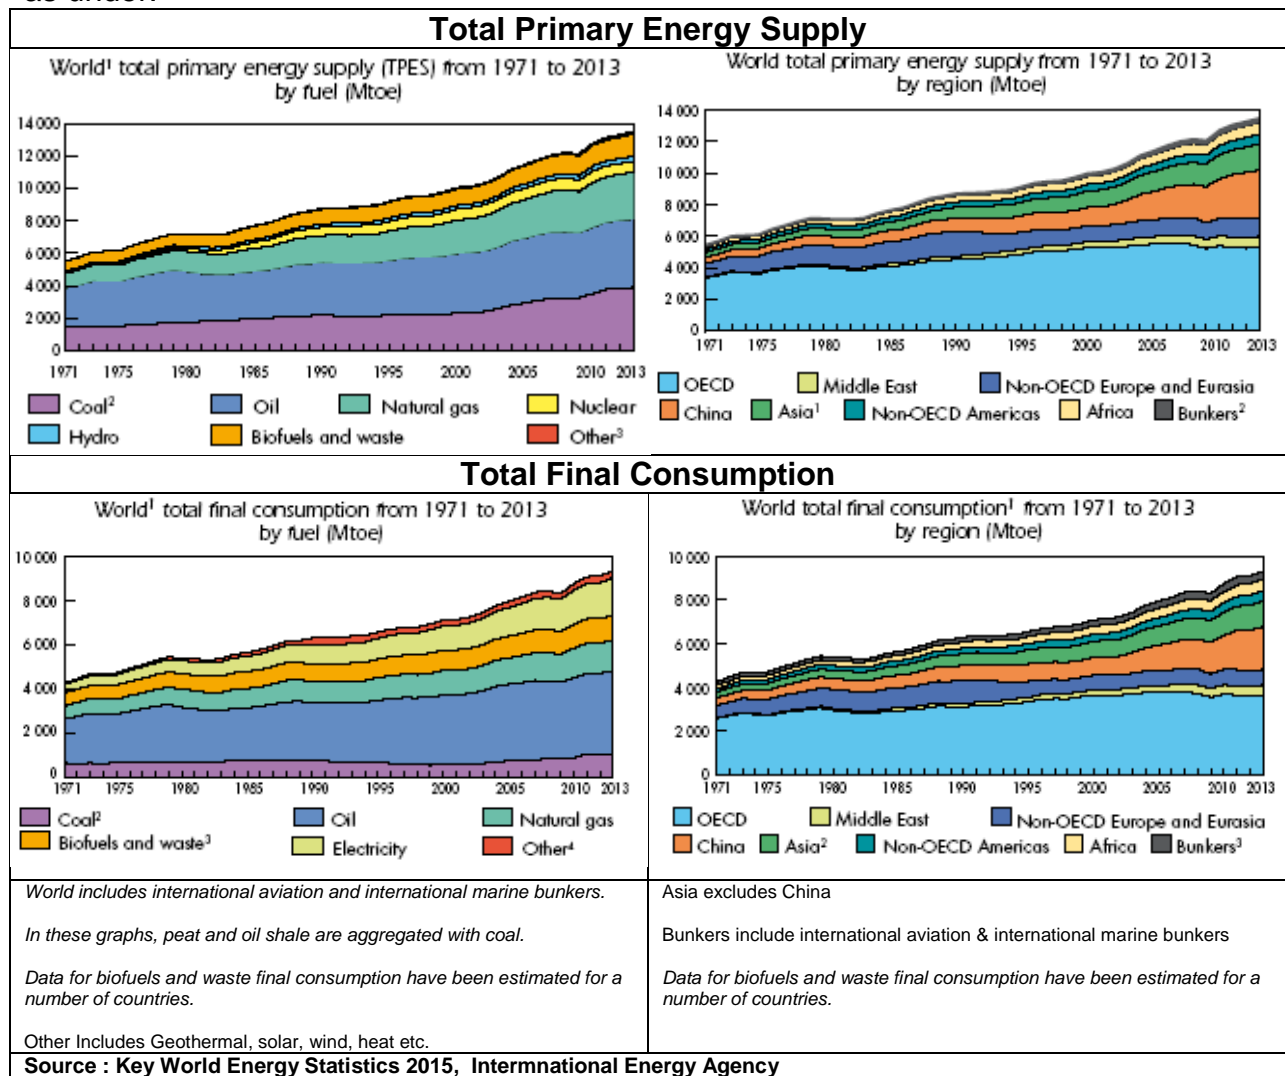 as under:
Total Primary Energy Supply
World¹ total primary energy supply (TPES) from 1971 to 2013
by fuel (Mtoe)
14 000
12 000
10 000
8 000
6 000
4 000
2 000
0
1971 1975 1980 1985 1990 1995 2000 2005 2010 2013
Coal² Oil Natural gas Nuclear
Hydro Biofuels and waste Other³
World total primary energy supply from 1971 to 2013
by region (Mtoe)
14 000
12 000
10 000
8 000
6 000
4 000
2 000
0
1971 1975 1980 1985 1990 1995 2000 2005 2010 2013
OECD Middle East Non-OECD Europe and Eurasia
China Asia¹ Non-OECD Americas Africa Bunkers²
Total Final Consumption
World¹ total final consumption from 1971 to 2013
by fuel (Mtoe)
10 000
8 000
6 000
4 000
2 000
0
1971 1975 1980 1985 1990 1995 2000 2005 2010 2013
Coal² Oil Natural gas
Biofuels and waste³ Electricity Other⁴
World total final consumption¹ from 1971 to 2013
by region (Mtoe)
10 000
8 000
6 000
4 000
2 000
0
1971 1975 1980 1985 1990 1995 2000 2005 2010 2013
OECD Middle East Non-OECD Europe and Eurasia
China Asia² Non-OECD Americas Africa Bunkers³
World includes international aviation and international marine bunkers.
In these graphs, peat and oil shale are aggregated with coal.
Data for biofuels and waste final consumption have been estimated for a
number of countries.
Other Includes Geothermal, solar, wind, heat etc.
Asia excludes China
Bunkers include international aviation & international marine bunkers
Data for biofuels and waste final consumption have been estimated for a
number of countries.
Source : Key World Energy Statistics 2015, Intermnational Energy Agency